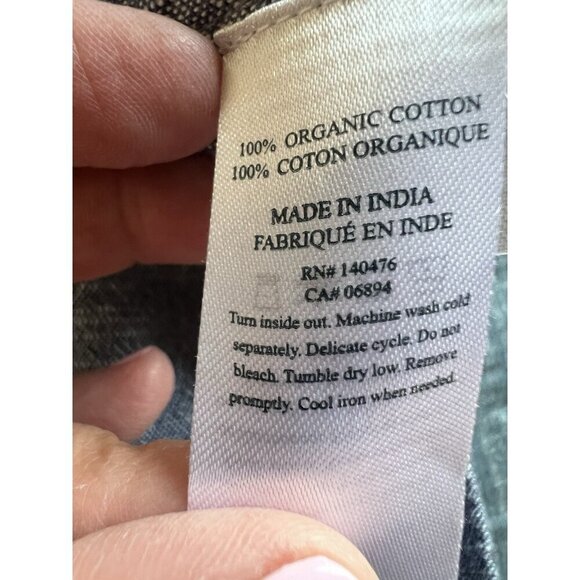 100% ORGANIC COTTON
100% COTON ORGANIQUE
MADE IN INDIA
FABRIQUÉ EN INDE
RN# 140476
CA# 06894
Turn inside out. Machine wash cold
separately. Delicate cycle. Do not
bleach. Tumble dry low. Remove
promptly. Cool iron when needed.